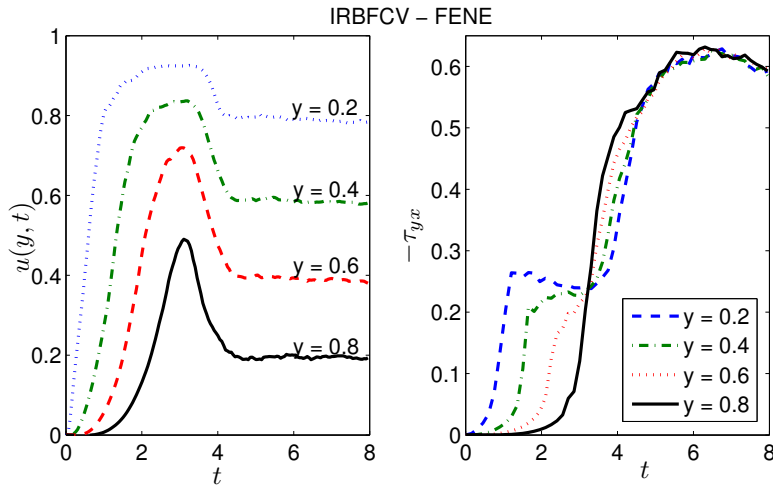 IRBFCV − FENE
u(y, t)
1
0.8
0.6
0.4
0.2
0
y = 0.2
y = 0.4
y = 0.6
y = 0.8
0 2 4 6 8
t
−τyx
0.6
0.5
0.4
0.3
0.2
0.1
0
y = 0.2
y = 0.4
y = 0.6
y = 0.8
0 2 4 6 8
t